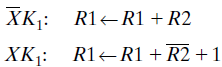 X̅K₁: R1←R1 + R2
XK₁: R1←R1 + R̅2̅ + 1